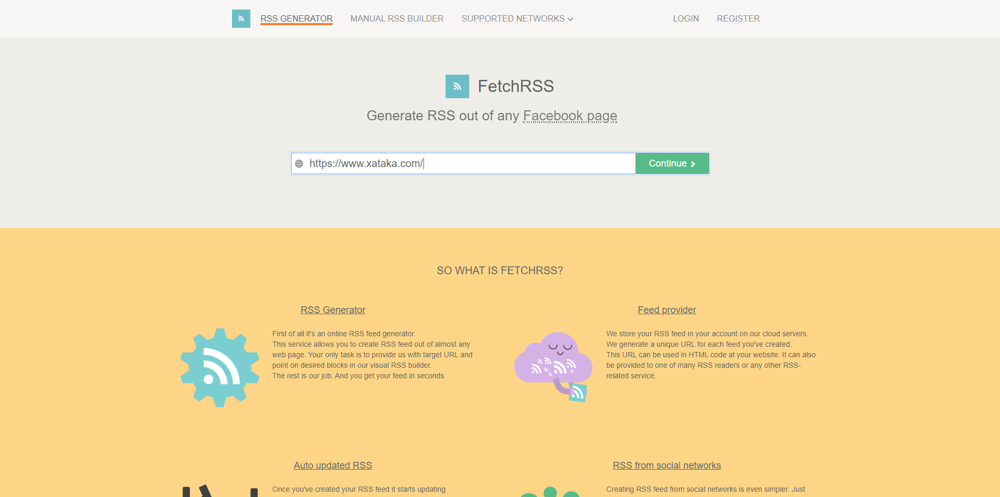 RSS GENERATOR MANUAL RSS BUILDER SUPPORTED NETWORKS LOGIN REGISTER
FetchRSS
Generate RSS out of any Facebook page
https://www.xataka.com/ Continue
SO WHAT IS FETCHRSS?
RSS Generator
First of all it's an online RSS feed generator.
This service allows you to create RSS feed out of almost any
web page. Your only task is to provide us with target URL and
point on desired blocks in our visual RSS builder.
The rest is our job. And you get your feed in seconds
Feed provider
We store your RSS feed in your account on our cloud servers.
We generate a unique URL for each feed you've created.
This URL can be used in HTML code at your website. It can also
be provided to one of many RSS readers or any other RSS-
related service.
Auto updated RSS
Once you've created your RSS feed it starts updating
RSS from social networks
Creating RSS feed from social networks is even simpler. Just